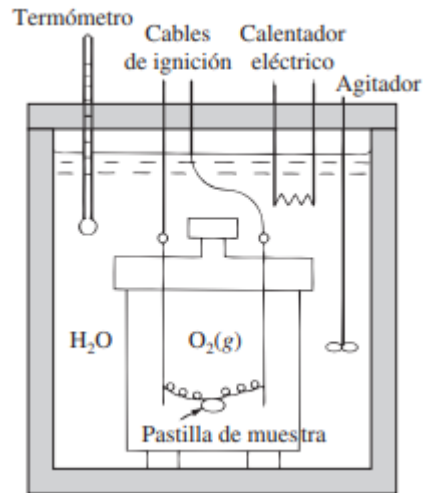 Termómetro
Cables
de ignición
Calentador
eléctrico
Agitador
H₂O
O₂(g)
Pastilla de muestra